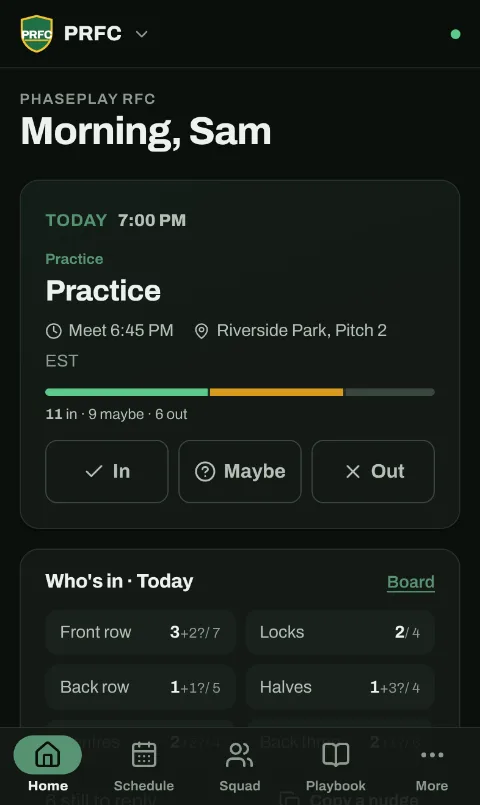 PRFC PRFC
PHASEPLAY RFC
Morning, Sam
TODAY 7:00 PM
Practice
Practice
Meet 6:45 PM Riverside Park, Pitch 2
EST
11 in · 9 maybe · 6 out
In Maybe Out
Who's in · Today Board
Front row 3+2?/ 7 Locks 2/ 4
Back row 1+1?/ 5 Halves 1+3?/ 4
Home Schedule Squad Playbook More